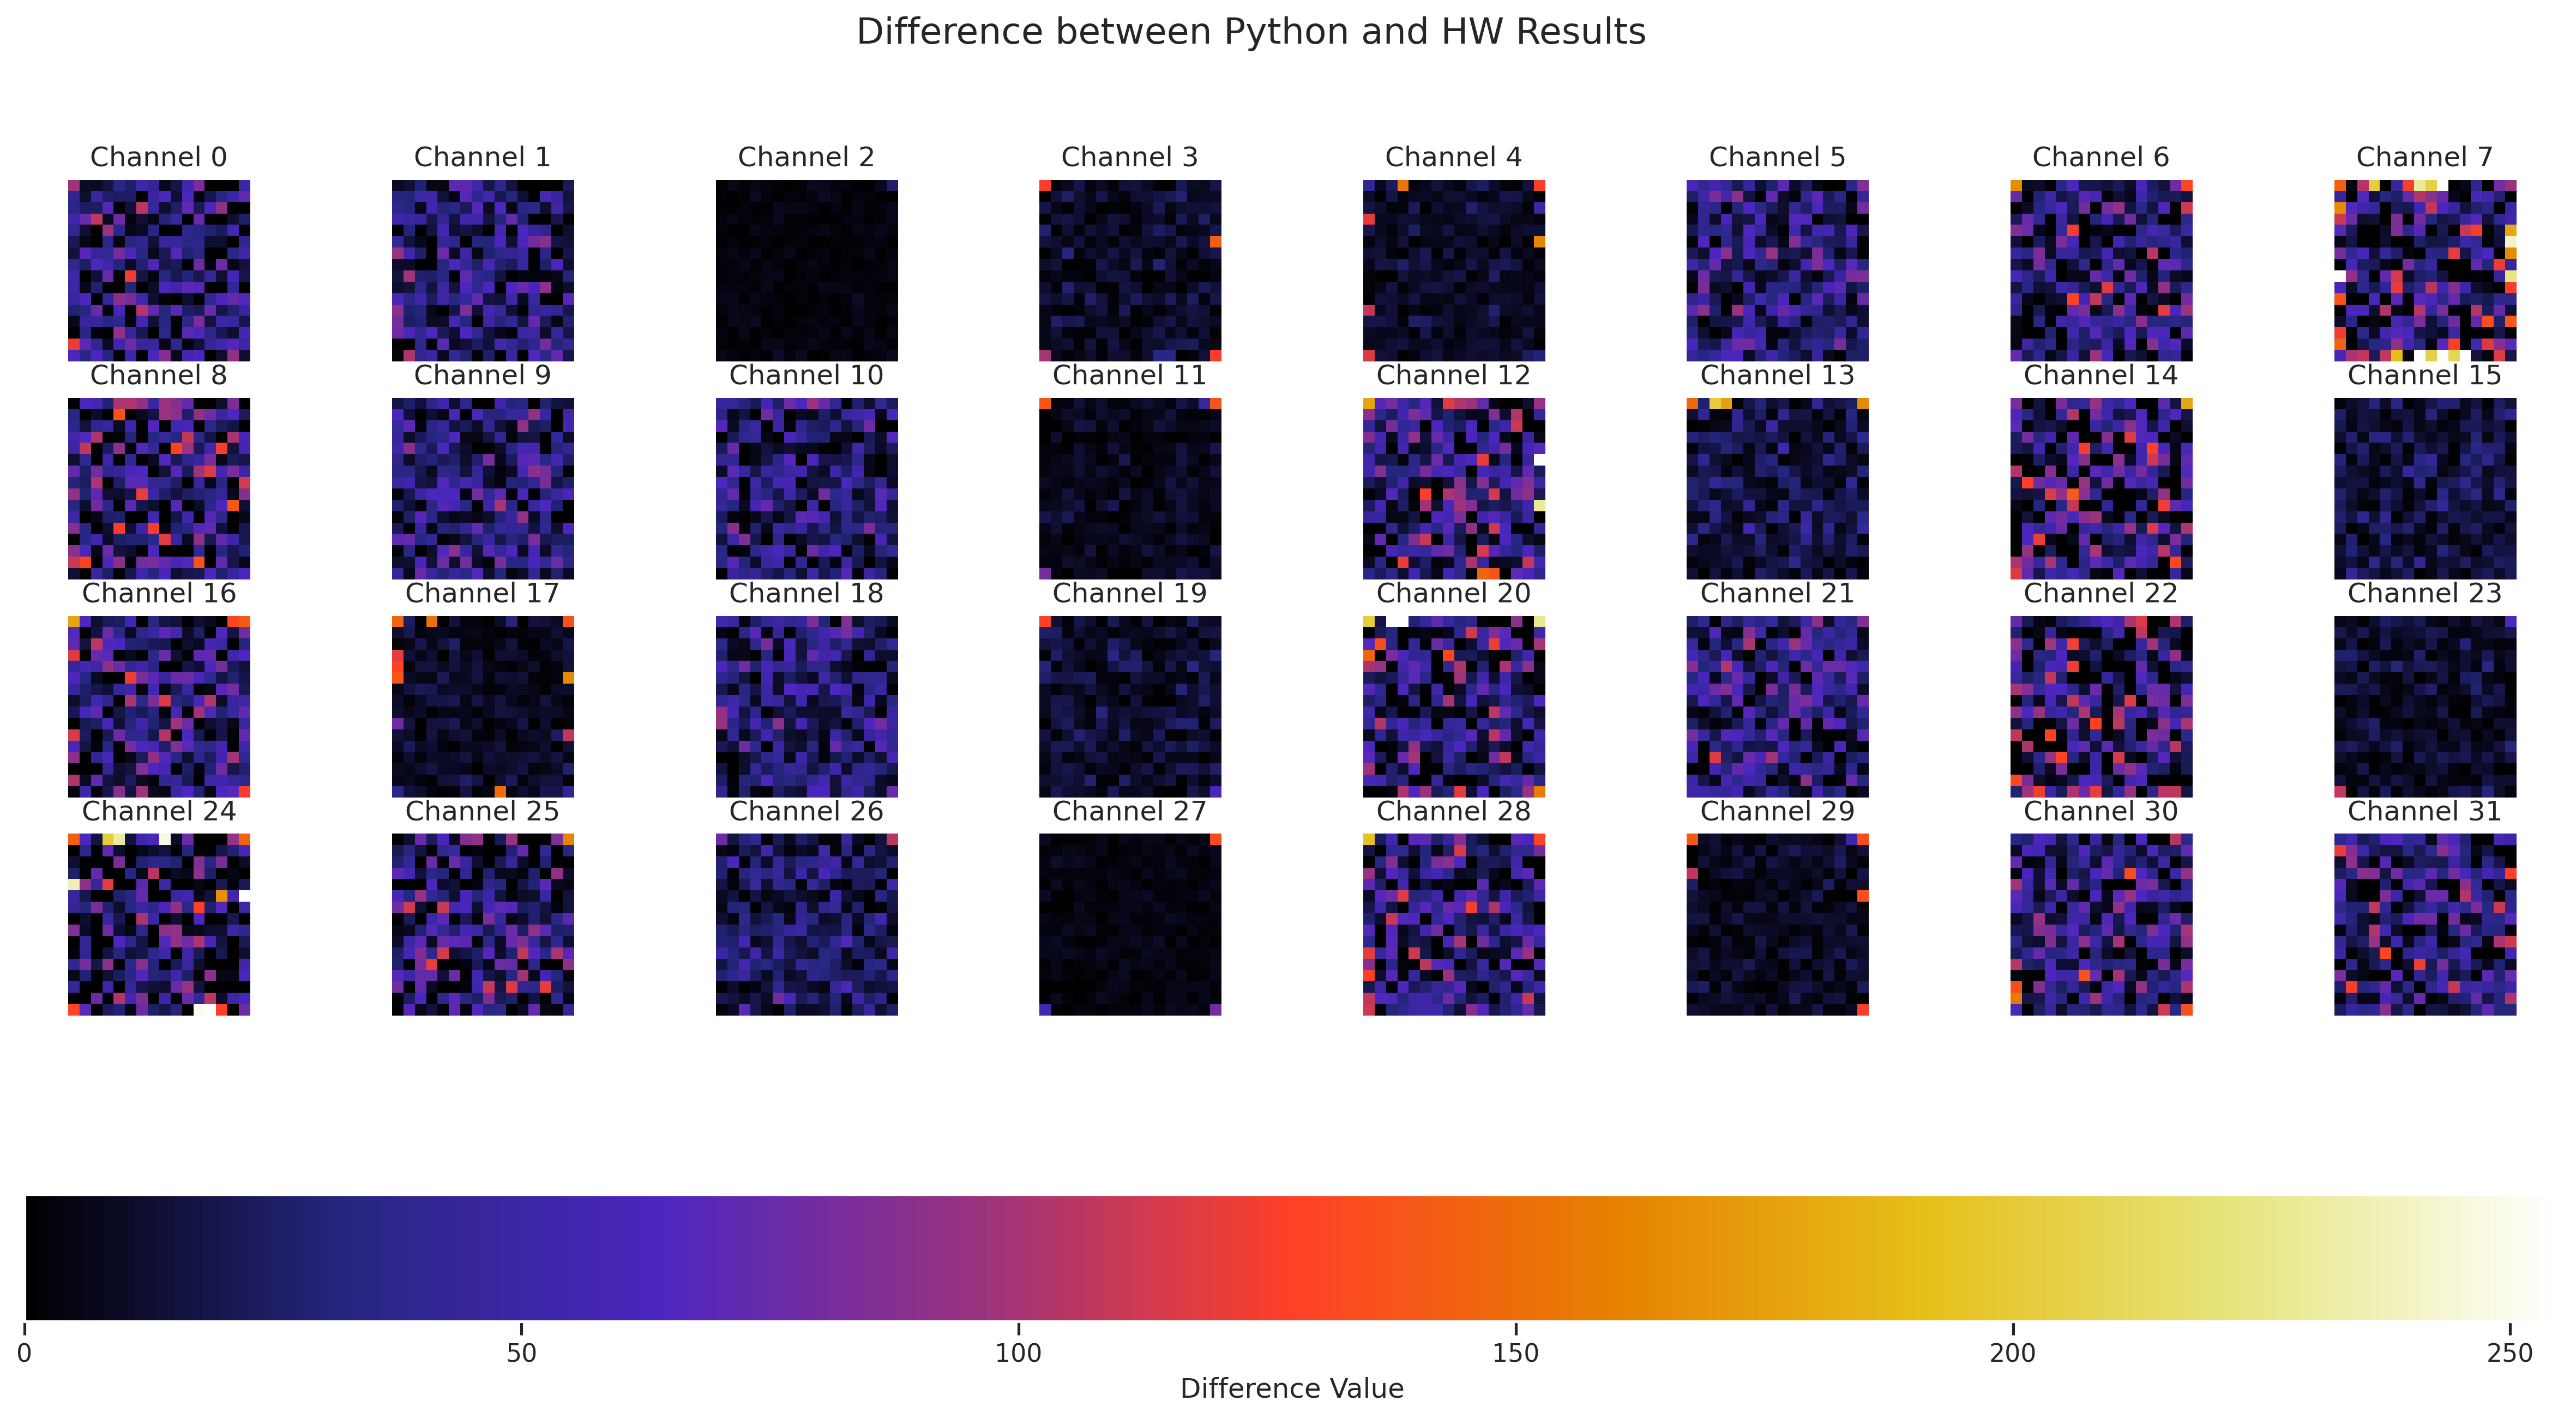 Difference between Python and HW Results
Channel 0 Channel 1 Channel 2 Channel 3 Channel 4 Channel 5 Channel 6 Channel 7
Channel 8 Channel 9 Channel 10 Channel 11 Channel 12 Channel 13 Channel 14 Channel 15
Channel 16 Channel 17 Channel 18 Channel 19 Channel 20 Channel 21 Channel 22 Channel 23
Channel 24 Channel 25 Channel 26 Channel 27 Channel 28 Channel 29 Channel 30 Channel 31
0 50 100 150 200 250
Difference Value